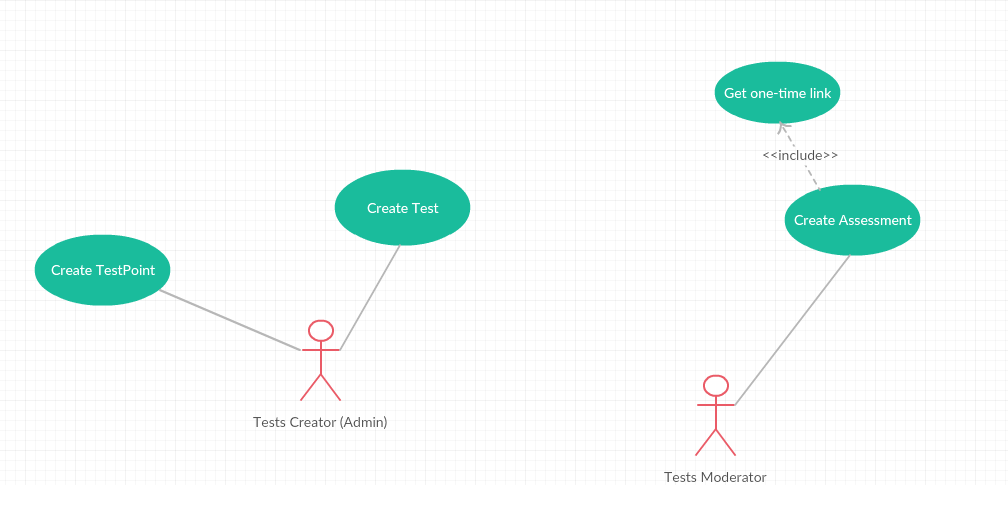 Get one-time link
<<include>>
Create Test
Create Assessment
Create TestPoint
Tests Creator (Admin)
Tests Moderator